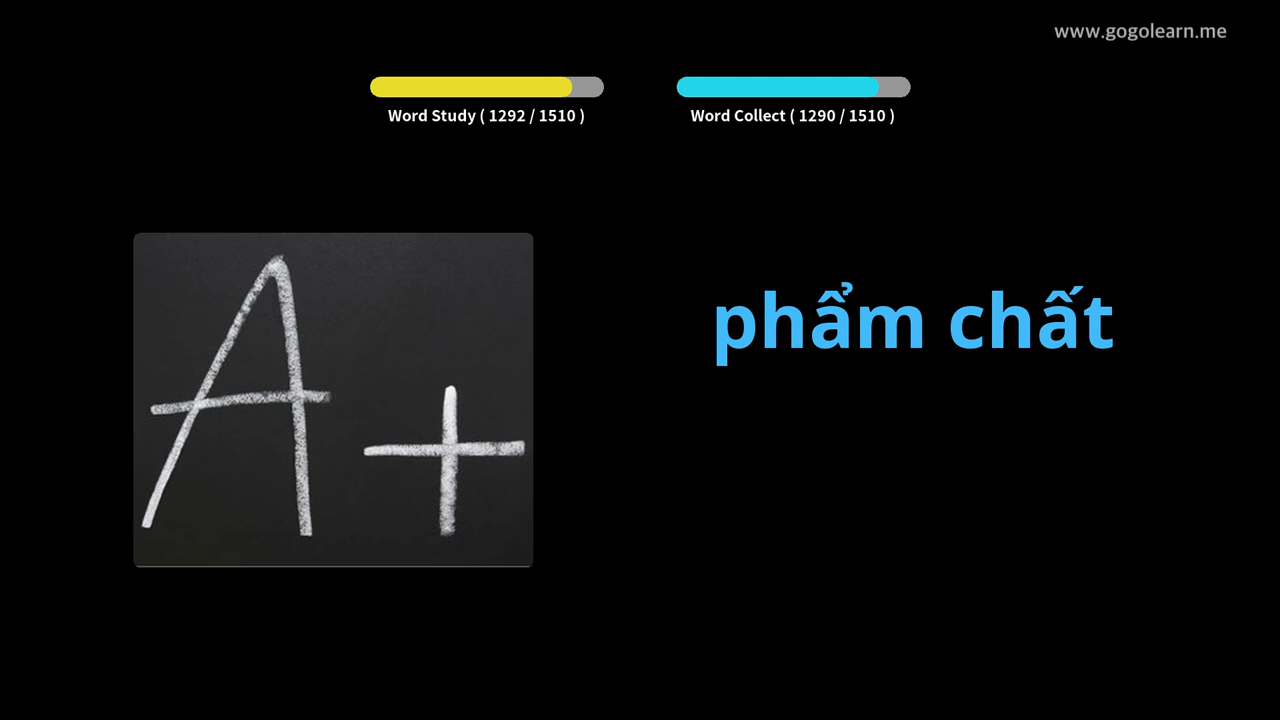 www.gogolearn.me
Word Study ( 1292 / 1510 )
Word Collect ( 1290 / 1510 )
A+
phẩm chất